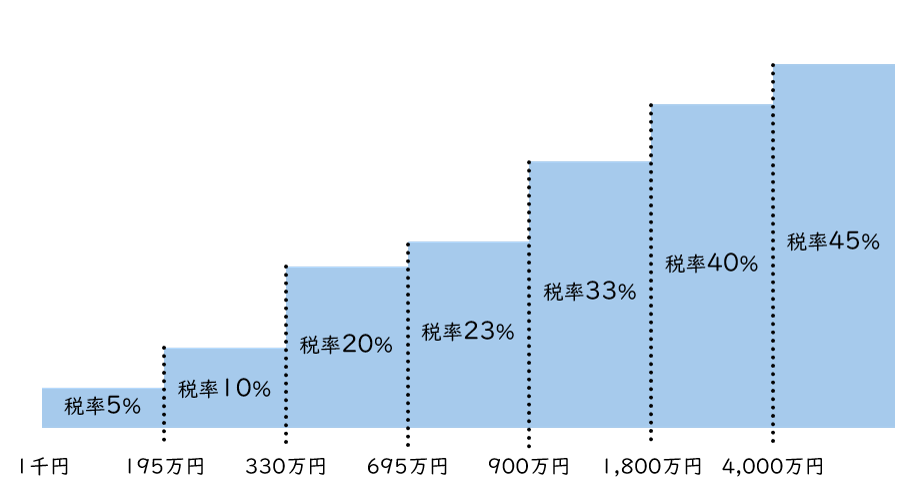 税率45%
税率40%
税率33%
税率23%
税率20%
税率10%
税率5%
1千円 195万円 330万円 695万円 900万円 1,800万円 4,000万円